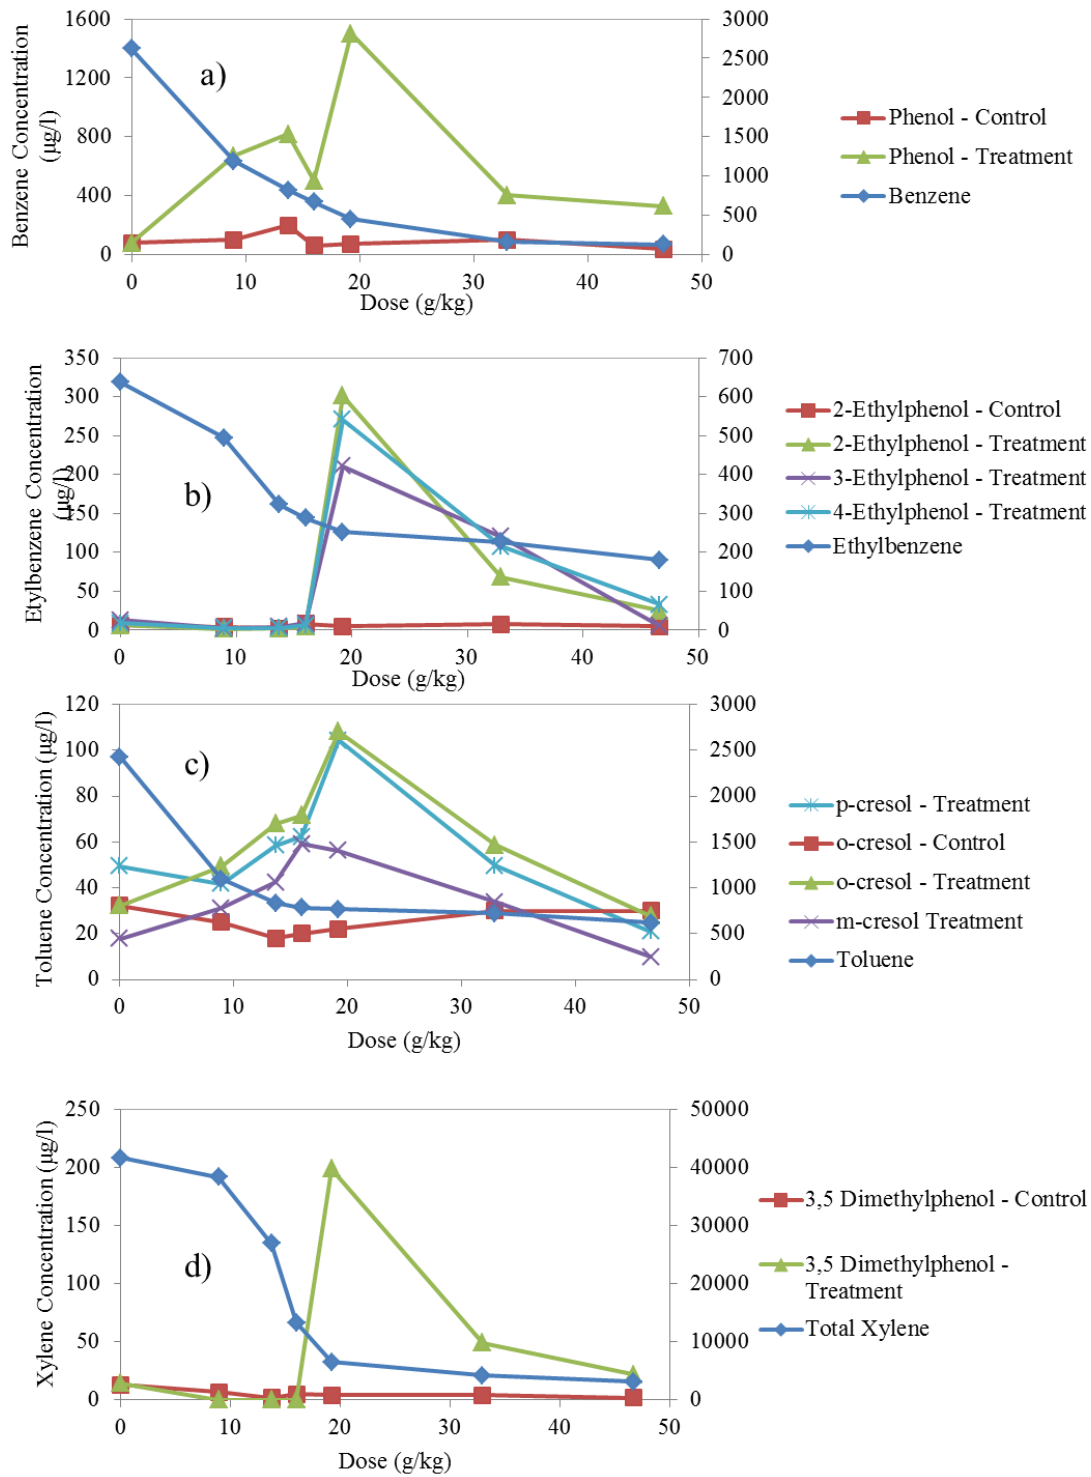 Benzene Concentration
(µg/l)
1600
1200
800
400
0
3000
2500
2000
1500
1000
500
0
a)
0
10
20
30
40
50
Dose (g/kg)
Phenol - Control
Phenol - Treatment
Benzene
Etylbenzene Concentration
(µg/l)
350
300
250
200
150
100
50
0
700
600
500
400
300
200
100
0
b)
0
10
20
30
40
50
Dose (g/kg)
2-Ethylphenol - Control
2-Ethylphenol - Treatment
3-Ethylphenol - Treatment
4-Ethylphenol - Treatment
Ethylbenzene
Toluene Concentration (µg/l)
120
100
80
60
40
20
0
3000
2500
2000
1500
1000
500
0
c)
0
10
20
30
40
50
Dose (g/kg)
p-cresol - Treatment
o-cresol - Control
o-cresol - Treatment
m-cresol Treatment
Toluene
Xylene Concentration (µg/l)
250
200
150
100
50
0
50000
40000
30000
20000
10000
0
d)
0
10
20
30
40
50
Dose (g/kg)
3,5 Dimethylphenol - Control
3,5 Dimethylphenol -
Treatment
Total Xylene